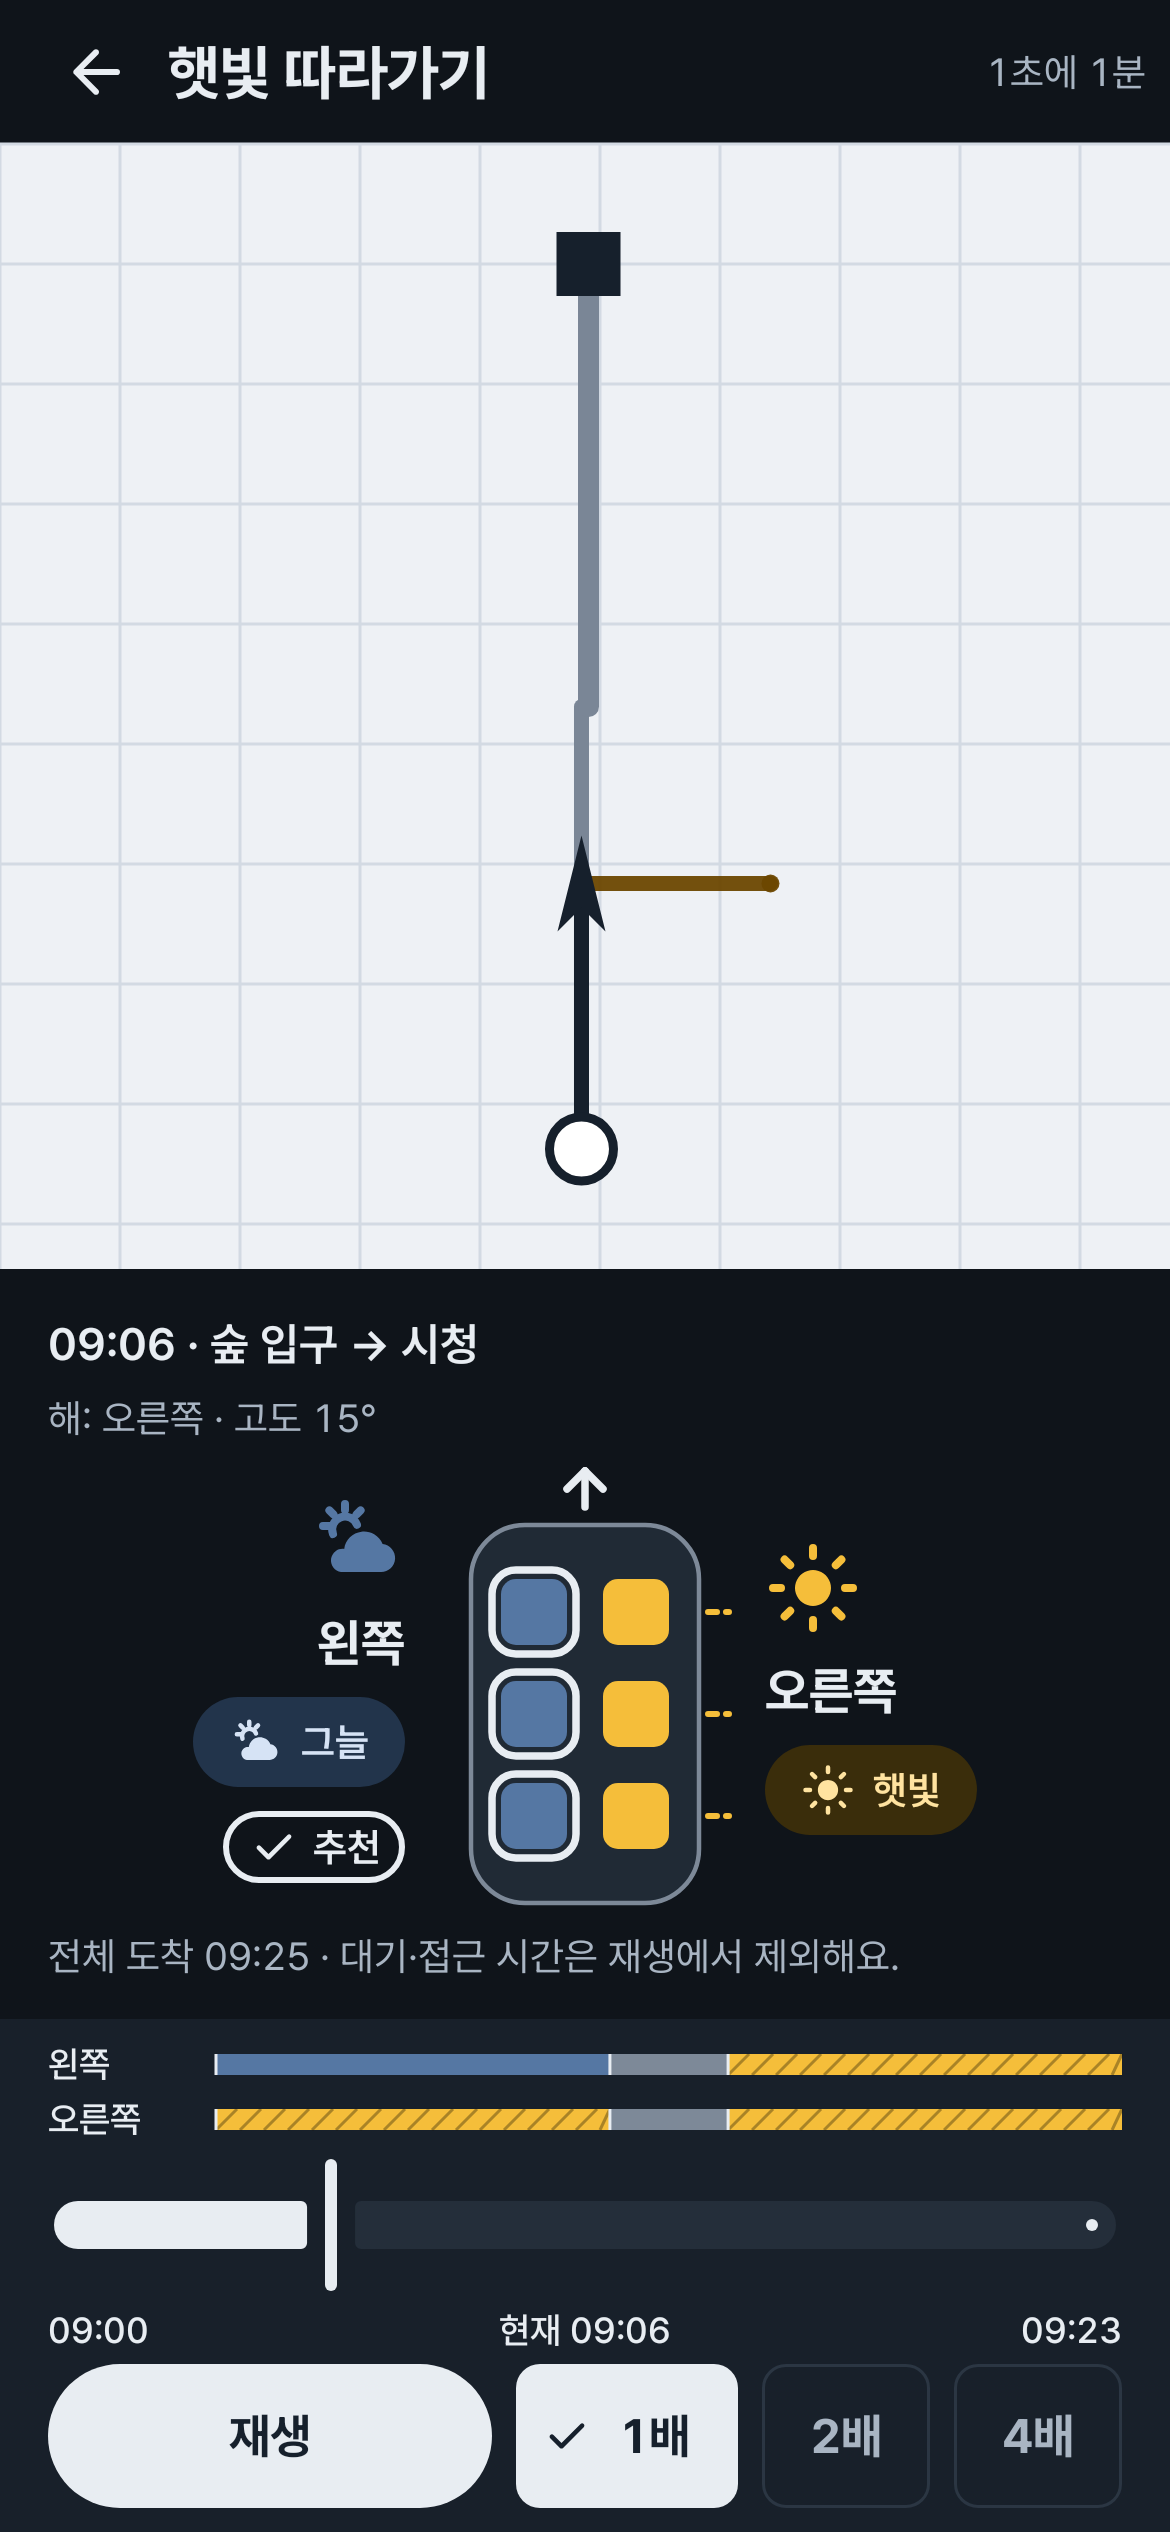 햇빛 따라가기
1초에 1분
09:06 · 숲 입구 → 시청
해: 오른쪽 · 고도 15°
왼쪽
그늘
추천
오른쪽
햇빛
전체 도착 09:25 · 대기·접근 시간은 재생에서 제외해요.
왼쪽
오른쪽
09:00
현재 09:06
09:23
재생
1배
2배
4배